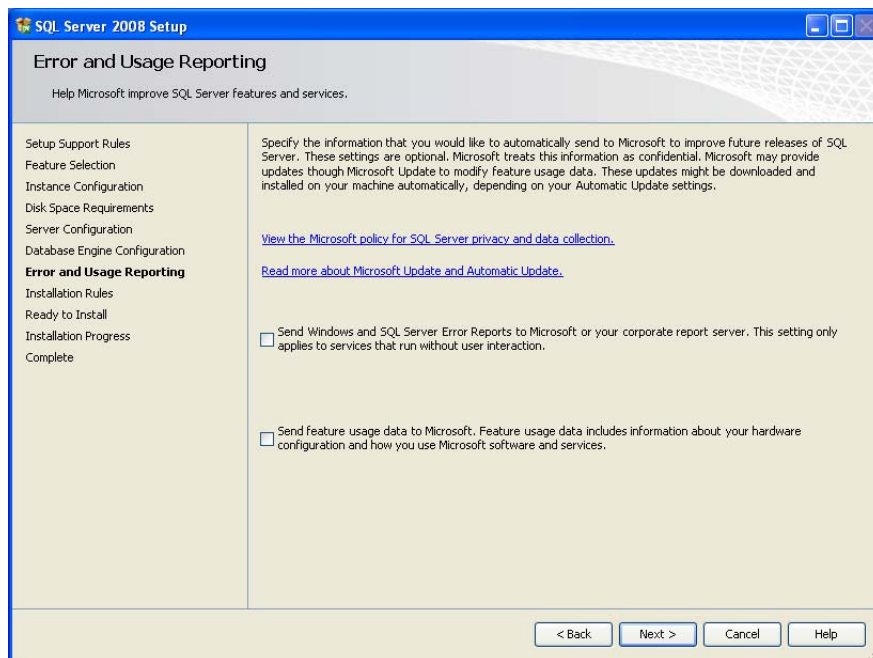 SQL Server 2008 Setup
Error and Usage Reporting
Help Microsoft improve SQL Server features and services.
Setup Support Rules
Feature Selection
Instance Configuration
Disk Space Requirements
Server Configuration
Database Engine Configuration
Error and Usage Reporting
Installation Rules
Ready to Install
Installation Progress
Complete
Specify the information that you would like to automatically send to Microsoft to improve future releases of SQL
Server. These settings are optional. Microsoft treats this information as confidential. Microsoft may provide
updates though Microsoft Update to modify feature usage data. These updates might be downloaded and
installed on your machine automatically, depending on your Automatic Update settings.
View the Microsoft policy for SQL Server privacy and data collection.
Read more about Microsoft Update and Automatic Update.
Send Windows and SQL Server Error Reports to Microsoft or your corporate report server. This setting only
applies to services that run without user interaction.
Send feature usage data to Microsoft. Feature usage data includes information about your hardware
configuration and how you use Microsoft software and services.
< Back
Next >
Cancel
Help